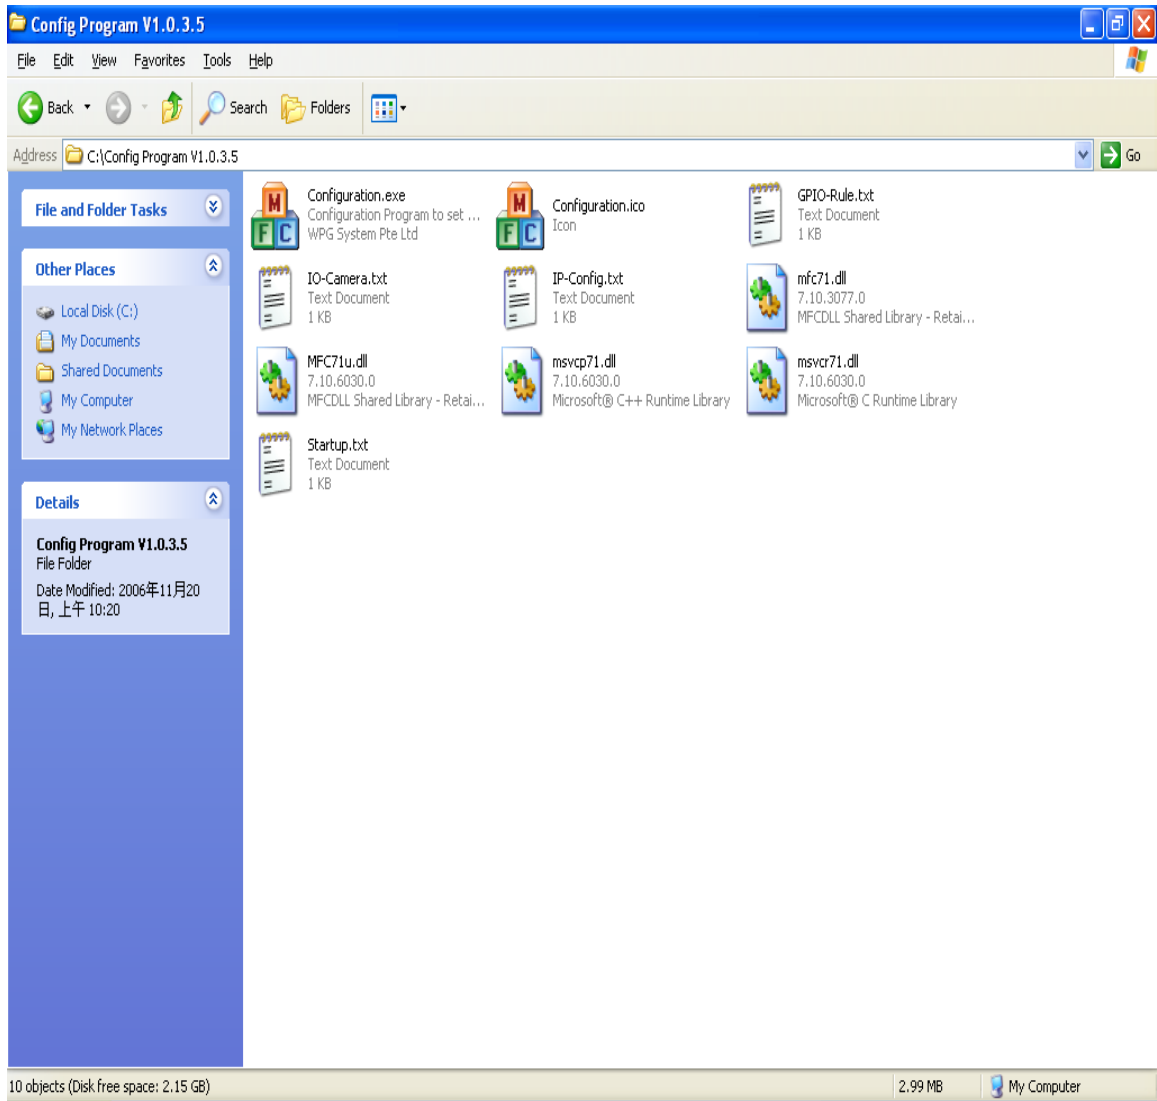 Config Program V1.0.3.5
File Edit View Favorites Tools Help
Back Search Folders
Address C:\Config Program V1.0.3.5 Go
File and Folder Tasks
Other Places
Local Disk (C:)
My Documents
Shared Documents
My Computer
My Network Places
Details
Config Program V1.0.3.5
File Folder
Date Modified: 2006年11月20
日, 上午 10:20
MFC
Configuration.exe
Configuration Program to set ...
WPG System Pte Ltd
MFC
Configuration.ico
Icon
GPIO-Rule.txt
Text Document
1 KB
IO-Camera.txt
Text Document
1 KB
IP-Config.txt
Text Document
1 KB
mfc71.dll
7.10.3077.0
MFCDLL Shared Library - Retai...
MFC71u.dll
7.10.6030.0
MFCDLL Shared Library - Retai...
msvcp71.dll
7.10.6030.0
Microsoft® C++ Runtime Library
msvcr71.dll
7.10.6030.0
Microsoft® C Runtime Library
Startup.txt
Text Document
1 KB
10 objects (Disk free space: 2.15 GB) 2.99 MB My Computer